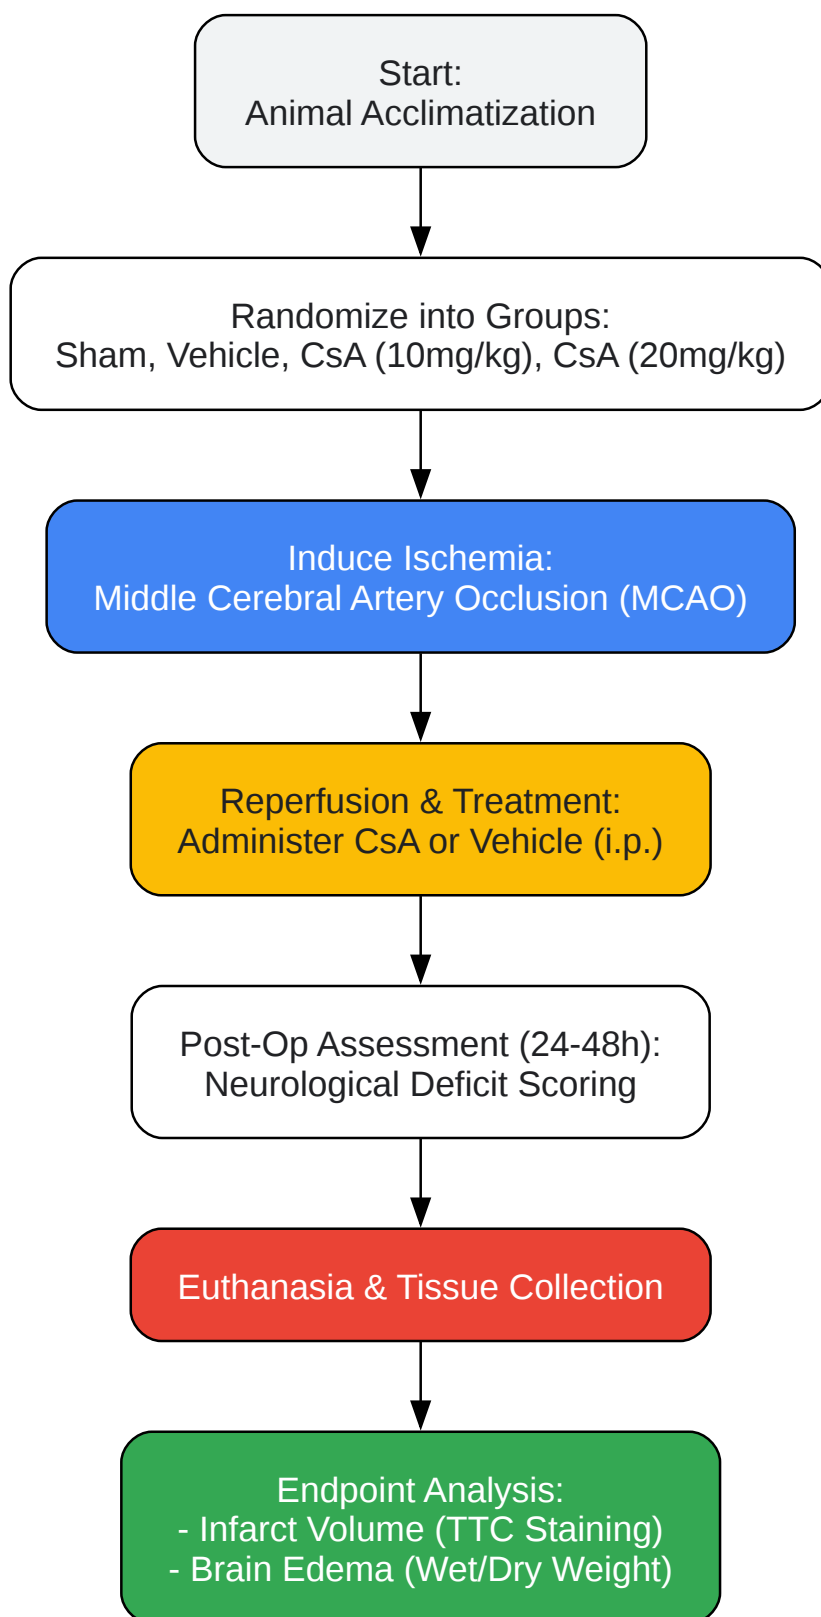 Start:
Animal Acclimatization
Randomize into Groups:
Sham, Vehicle, CsA (10mg/kg), CsA (20mg/kg)
Induce Ischemia:
Middle Cerebral Artery Occlusion (MCAO)
Reperfusion & Treatment:
Administer CsA or Vehicle (i.p.)
Post-Op Assessment (24-48h):
Neurological Deficit Scoring
Euthanasia & Tissue Collection
Endpoint Analysis:
- Infarct Volume (TTC Staining)
- Brain Edema (Wet/Dry Weight)